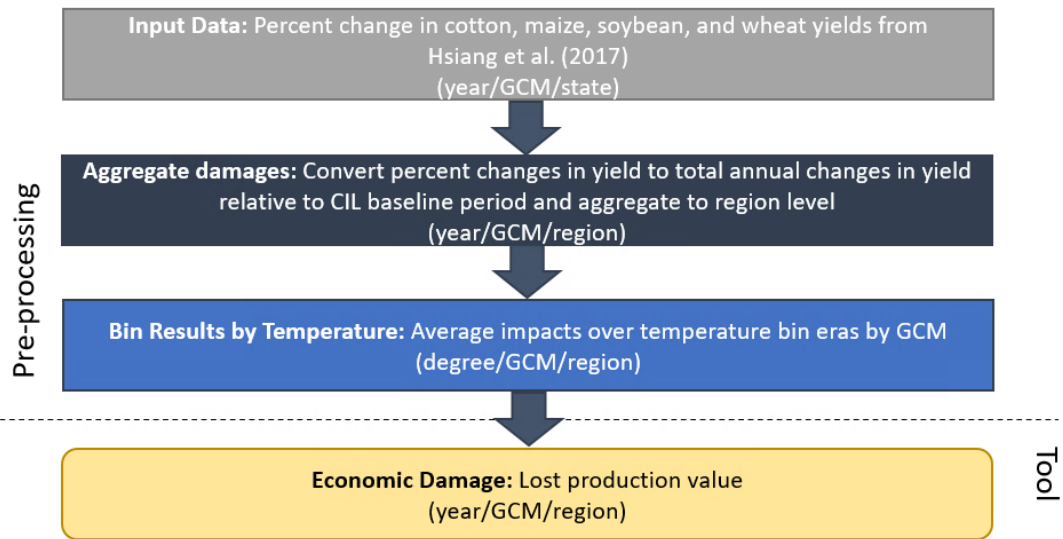 Input Data: Percent change in cotton, maize, soybean, and wheat yields from
Hsiang et al. (2017)
(year/GCM/state)
Aggregate damages: Convert percent changes in yield to total annual changes in yield
relative to CIL baseline period and aggregate to region level
(year/GCM/region)
Pre-processing
Bin Results by Temperature: Average impacts over temperature bin eras by GCM
(degree/GCM/region)
Economic Damage: Lost production value
(year/GCM/region)
Tool